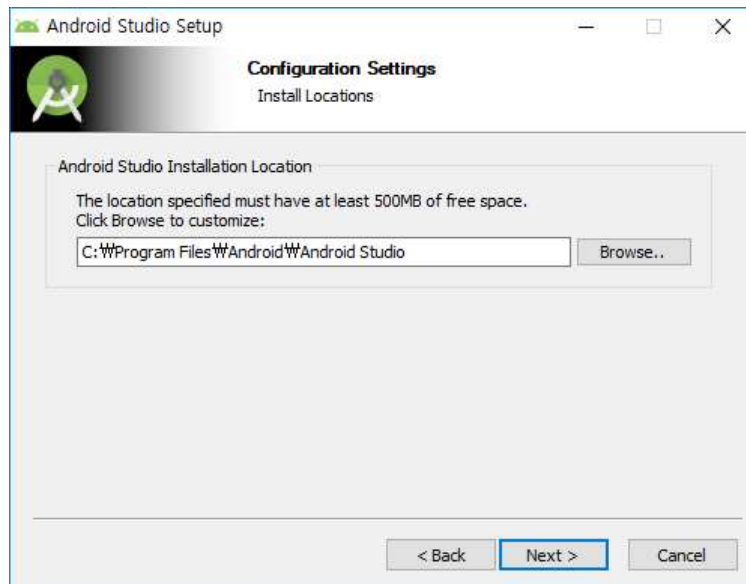 Android Studio Setup
Configuration Settings
Install Locations
Android Studio Installation Location
The location specified must have at least 500MB of free space.
Click Browse to customize:
C:₩Program Files₩Android₩Android Studio
Browse..
< Back
Next >
Cancel